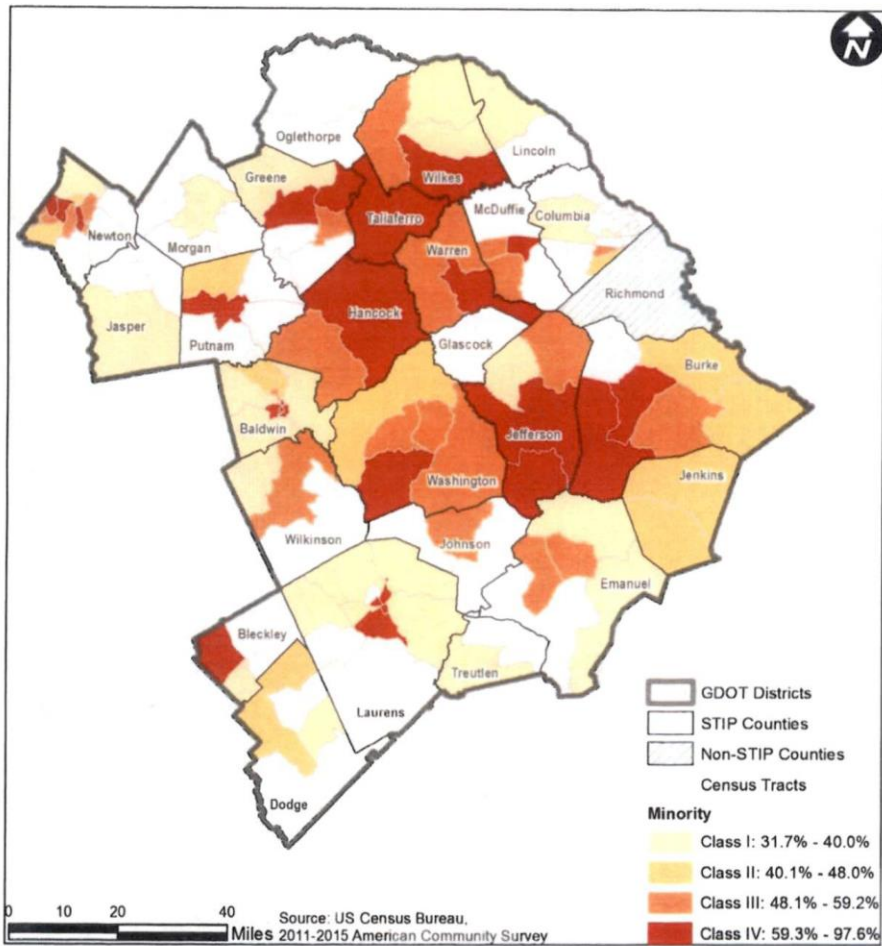 N
Oglethorpe
Lincoln
Greene
Wilkes
Taliaferro
McDuffie
Columbia
Newton
Morgan
Warren
Richmond
Hancock
Jasper
Putnam
Glascock
Burke
Baldwin
Jefferson
Washington
Jenkins
Wilkinson
Johnson
Emanuel
Bleckley
Treutlen
Laurens
Dodge
GDOT Districts
STIP Counties
Non-STIP Counties
Census Tracts
Minority
Class I: 31.7% - 40.0%
Class II: 40.1% - 48.0%
Class III: 48.1% - 59.2%
Class IV: 59.3% - 97.6%
0 10 20 40
Miles
Source: US Census Bureau,
2011-2015 American Community Survey